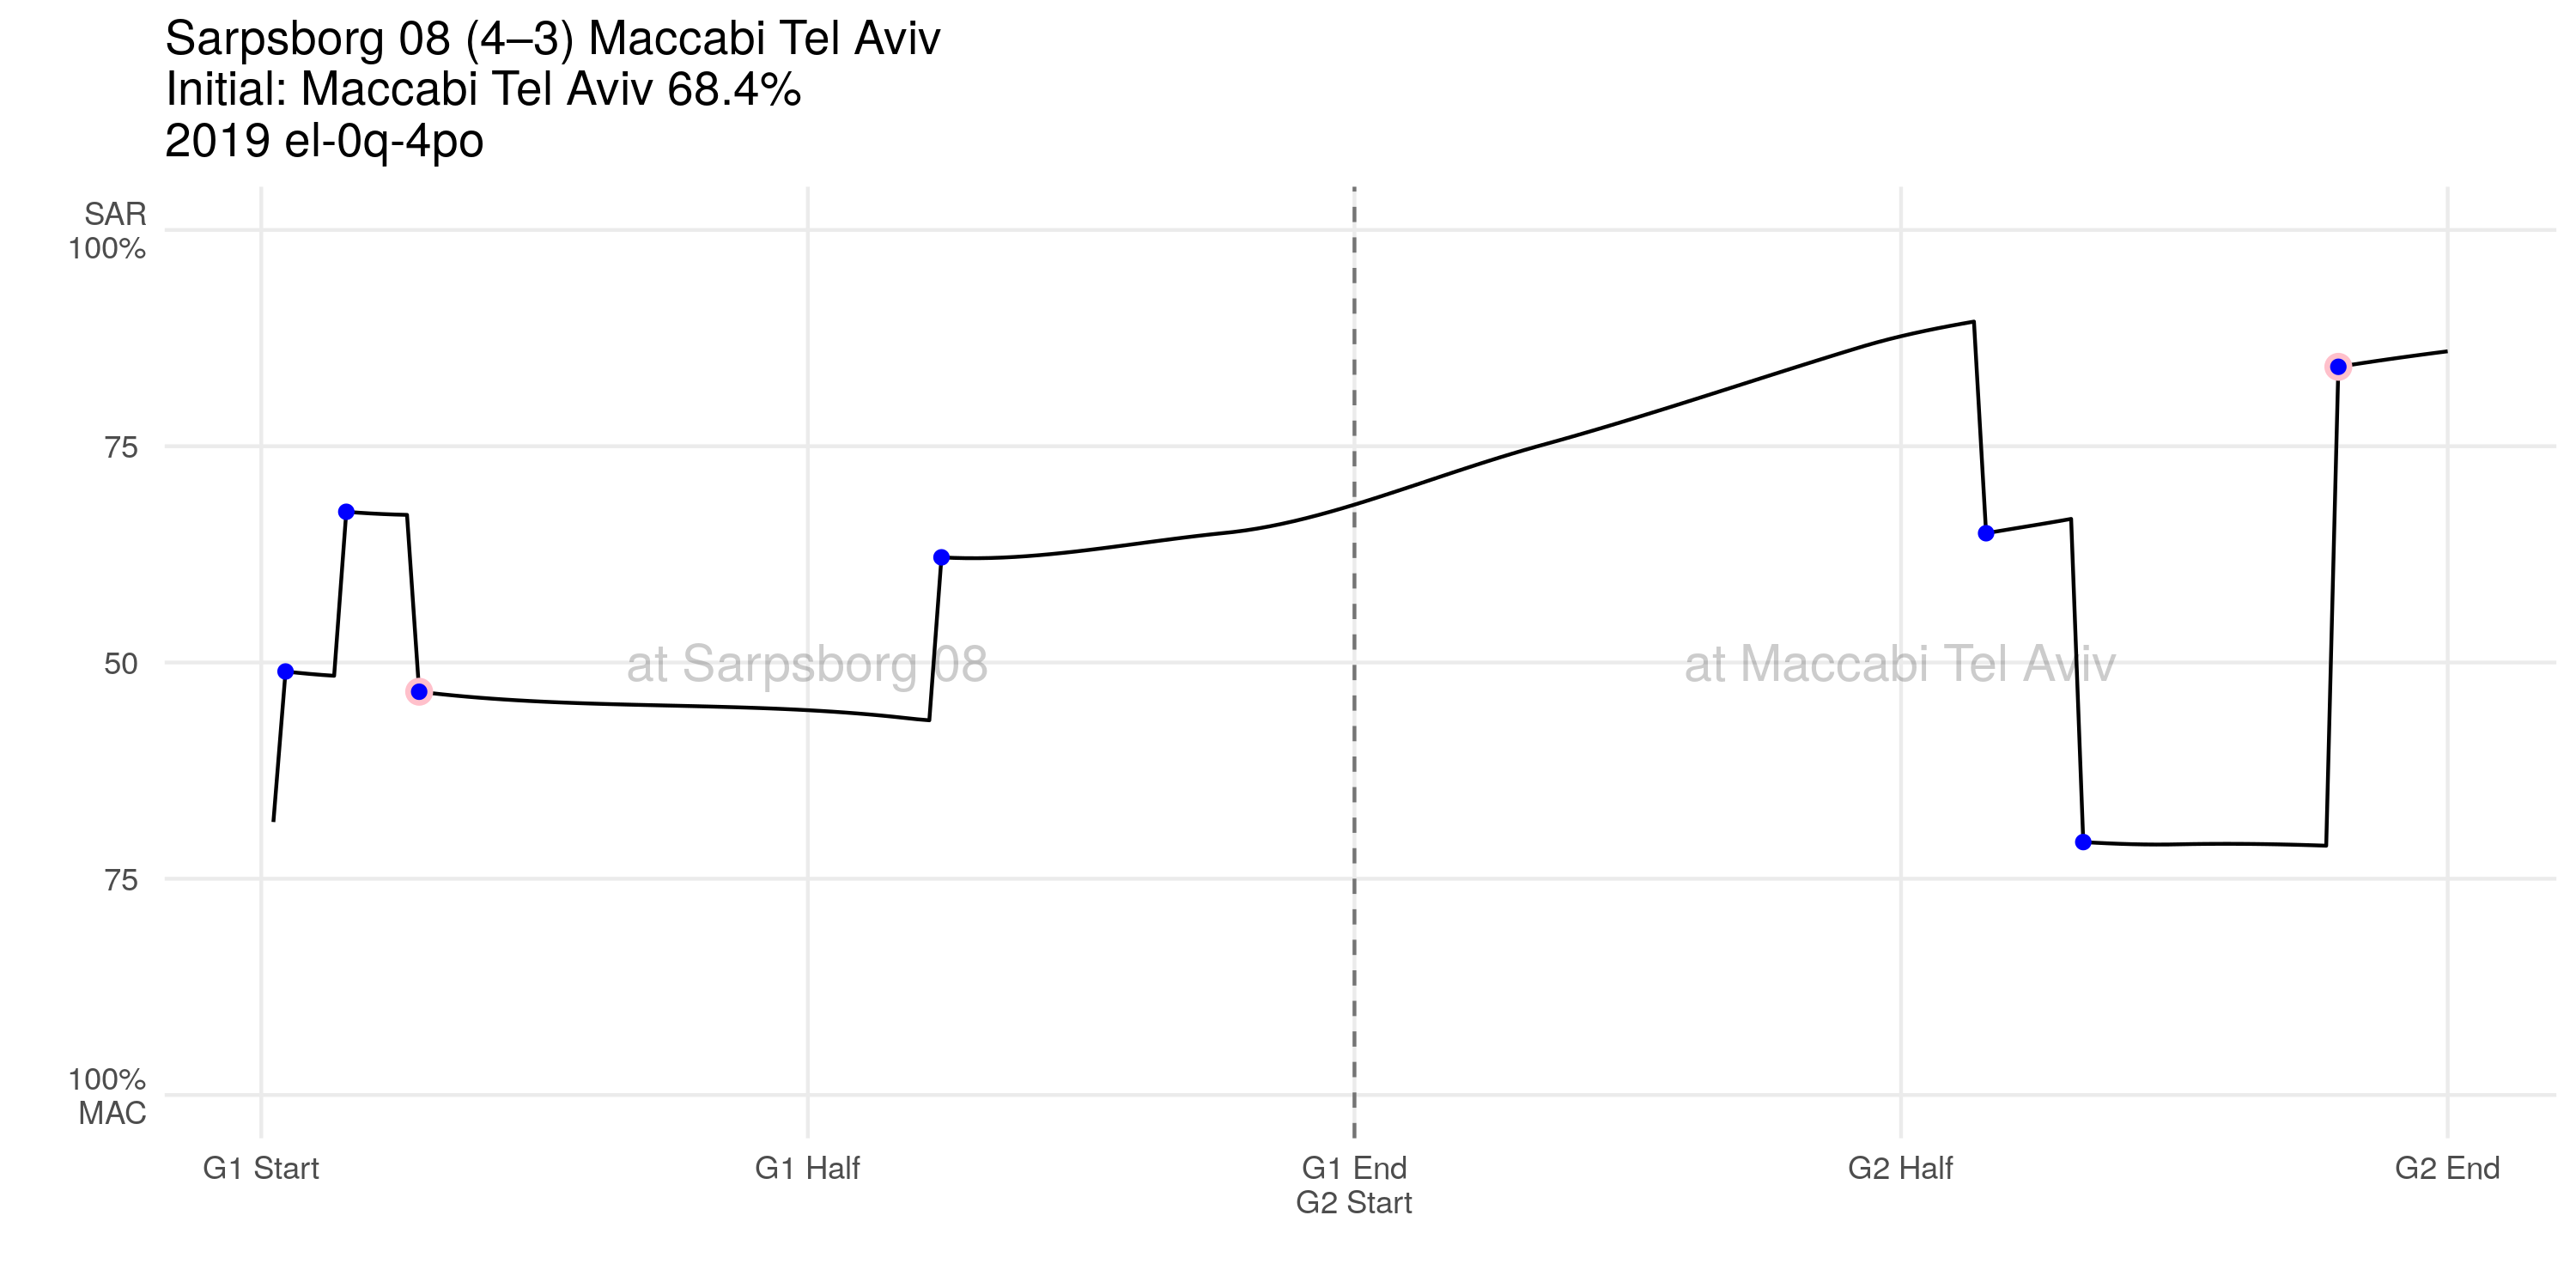 Sarpsborg 08 (4–3) Maccabi Tel Aviv
Initial: Maccabi Tel Aviv 68.4%
2019 el-0q-4po
SAR
100%
75
50
75
100%
MAC
at Sarpsborg 08
at Maccabi Tel Aviv
G1 Start
G1 Half
G1 End
G2 Start
G2 Half
G2 End